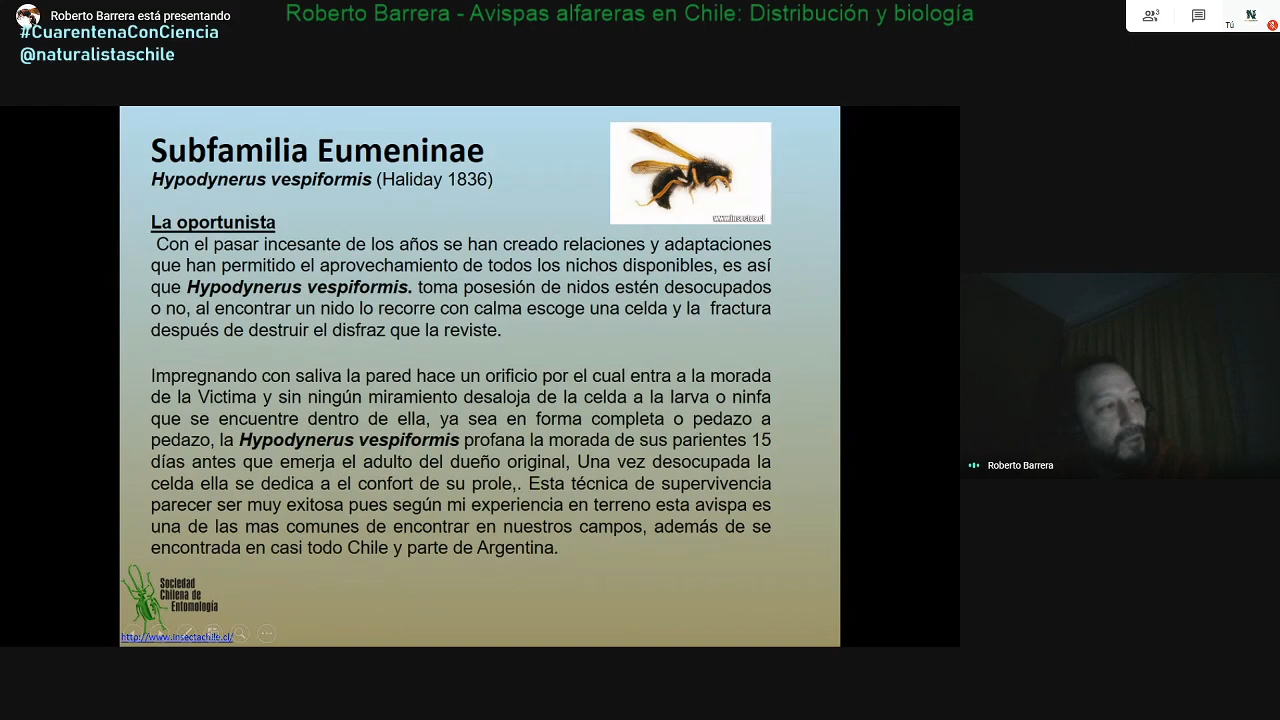 Roberto Barrera está presentando
Roberto Barrera - Avispas alfareras en Chile: Distribución y biología
#CuarentenaConCiencia
@naturalistaschile
3
Tú
Subfamilia Eumeninae
Hypodynerus vespiformis (Haliday 1836)
www.insectos.cl
La oportunista
Con el pasar incesante de los años se han creado relaciones y adaptaciones
que han permitido el aprovechamiento de todos los nichos disponibles, es así
que Hypodynerus vespiformis. toma posesión de nidos estén desocupados
o no, al encontrar un nido lo recorre con calma escoge una celda y la fractura
después de destruir el disfraz que la reviste.
Impregnando con saliva la pared hace un orificio por el cual entra a la morada
de la Victima y sin ningún miramiento desaloja de la celda a la larva o ninfa
que se encuentre dentro de ella, ya sea en forma completa o pedazo a
pedazo, la Hypodynerus vespiformis profana la morada de sus parientes 15
días antes que emerja el adulto del dueño original, Una vez desocupada la
celda ella se dedica a el confort de su prole,. Esta técnica de supervivencia
parecer ser muy exitosa pues según mi experiencia en terreno esta avispa es
una de las mas comunes de encontrar en nuestros campos, además de se
encontrada en casi todo Chile y parte de Argentina.
Sociedad
Chilena de
Entomología
http://www.insectachile.cl/
Roberto Barrera